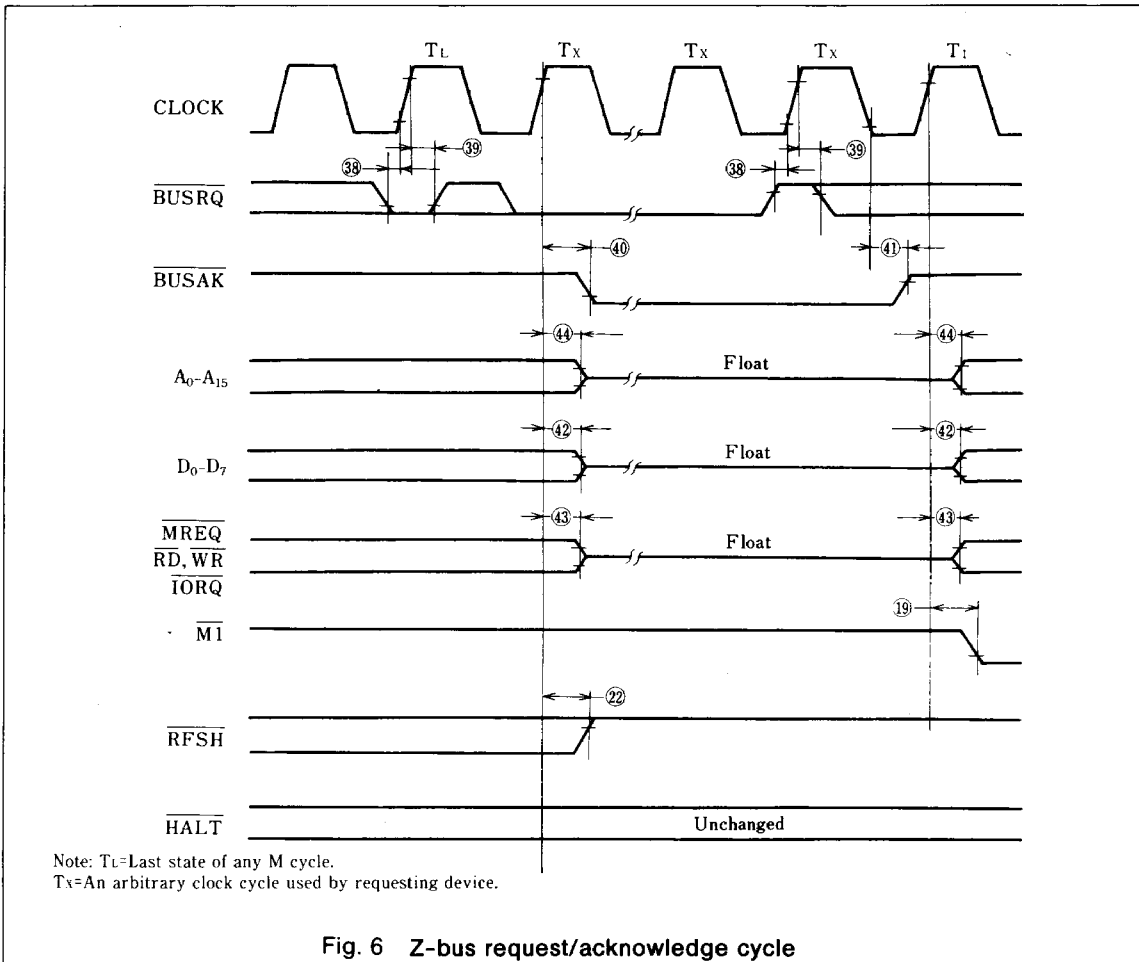 TL TX TX TX T1
CLOCK
㊳ ㊴ ㊳ ㊴
BUSRQ
㊵ ㊶
BUSAK
㊹ ㊹
A0-A15 Float
㊷ ㊷
D0-D7 Float
㊸ ㊸
MREQ
RD, WR Float
IORQ
⑲
M1
㉒
RFSH
HALT Unchanged
Note: TL=Last state of any M cycle.
TX=An arbitrary clock cycle used by requesting device.
Fig. 6 Z-bus request/acknowledge cycle